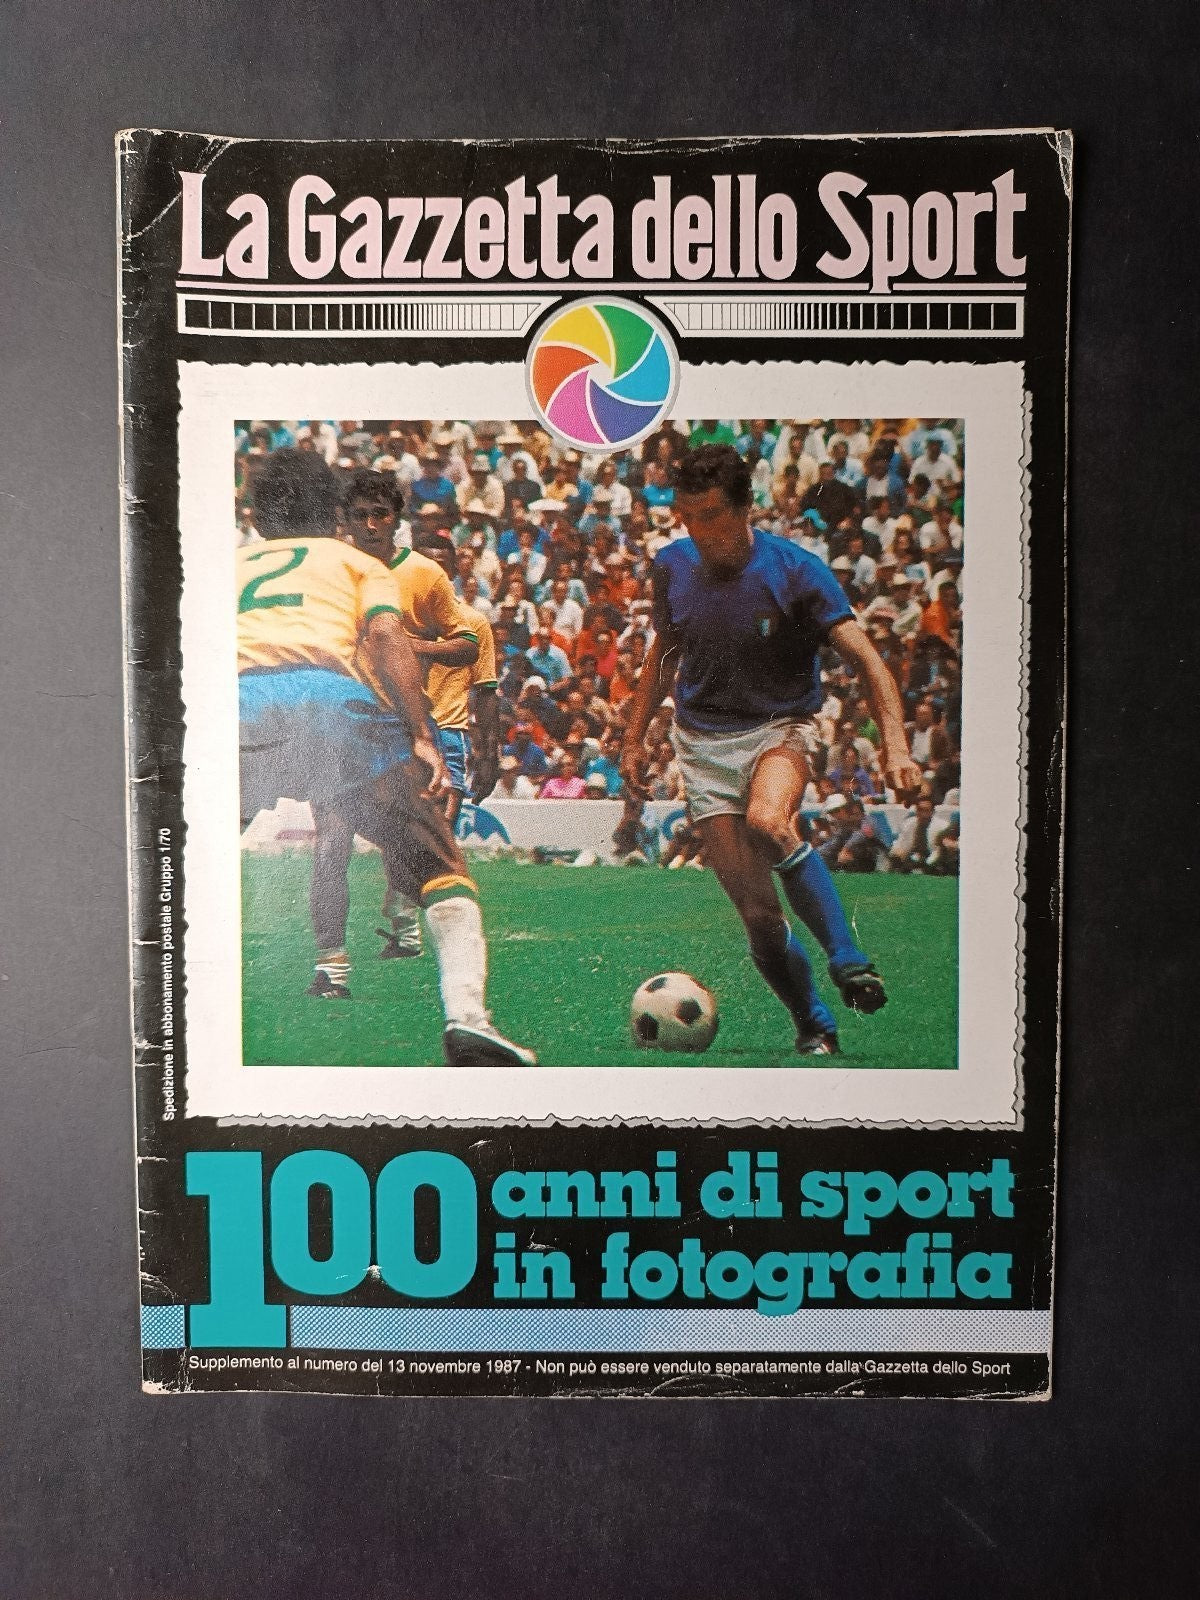 La Gazzetta dello Sport
2
Spedizione in abbonamento postale Gruppo 1/70
100 anni di sport
in fotografia
Supplemento al numero del 13 novembre 1987 - Non può essere venduto separatamente dalla Gazzetta dello Sport